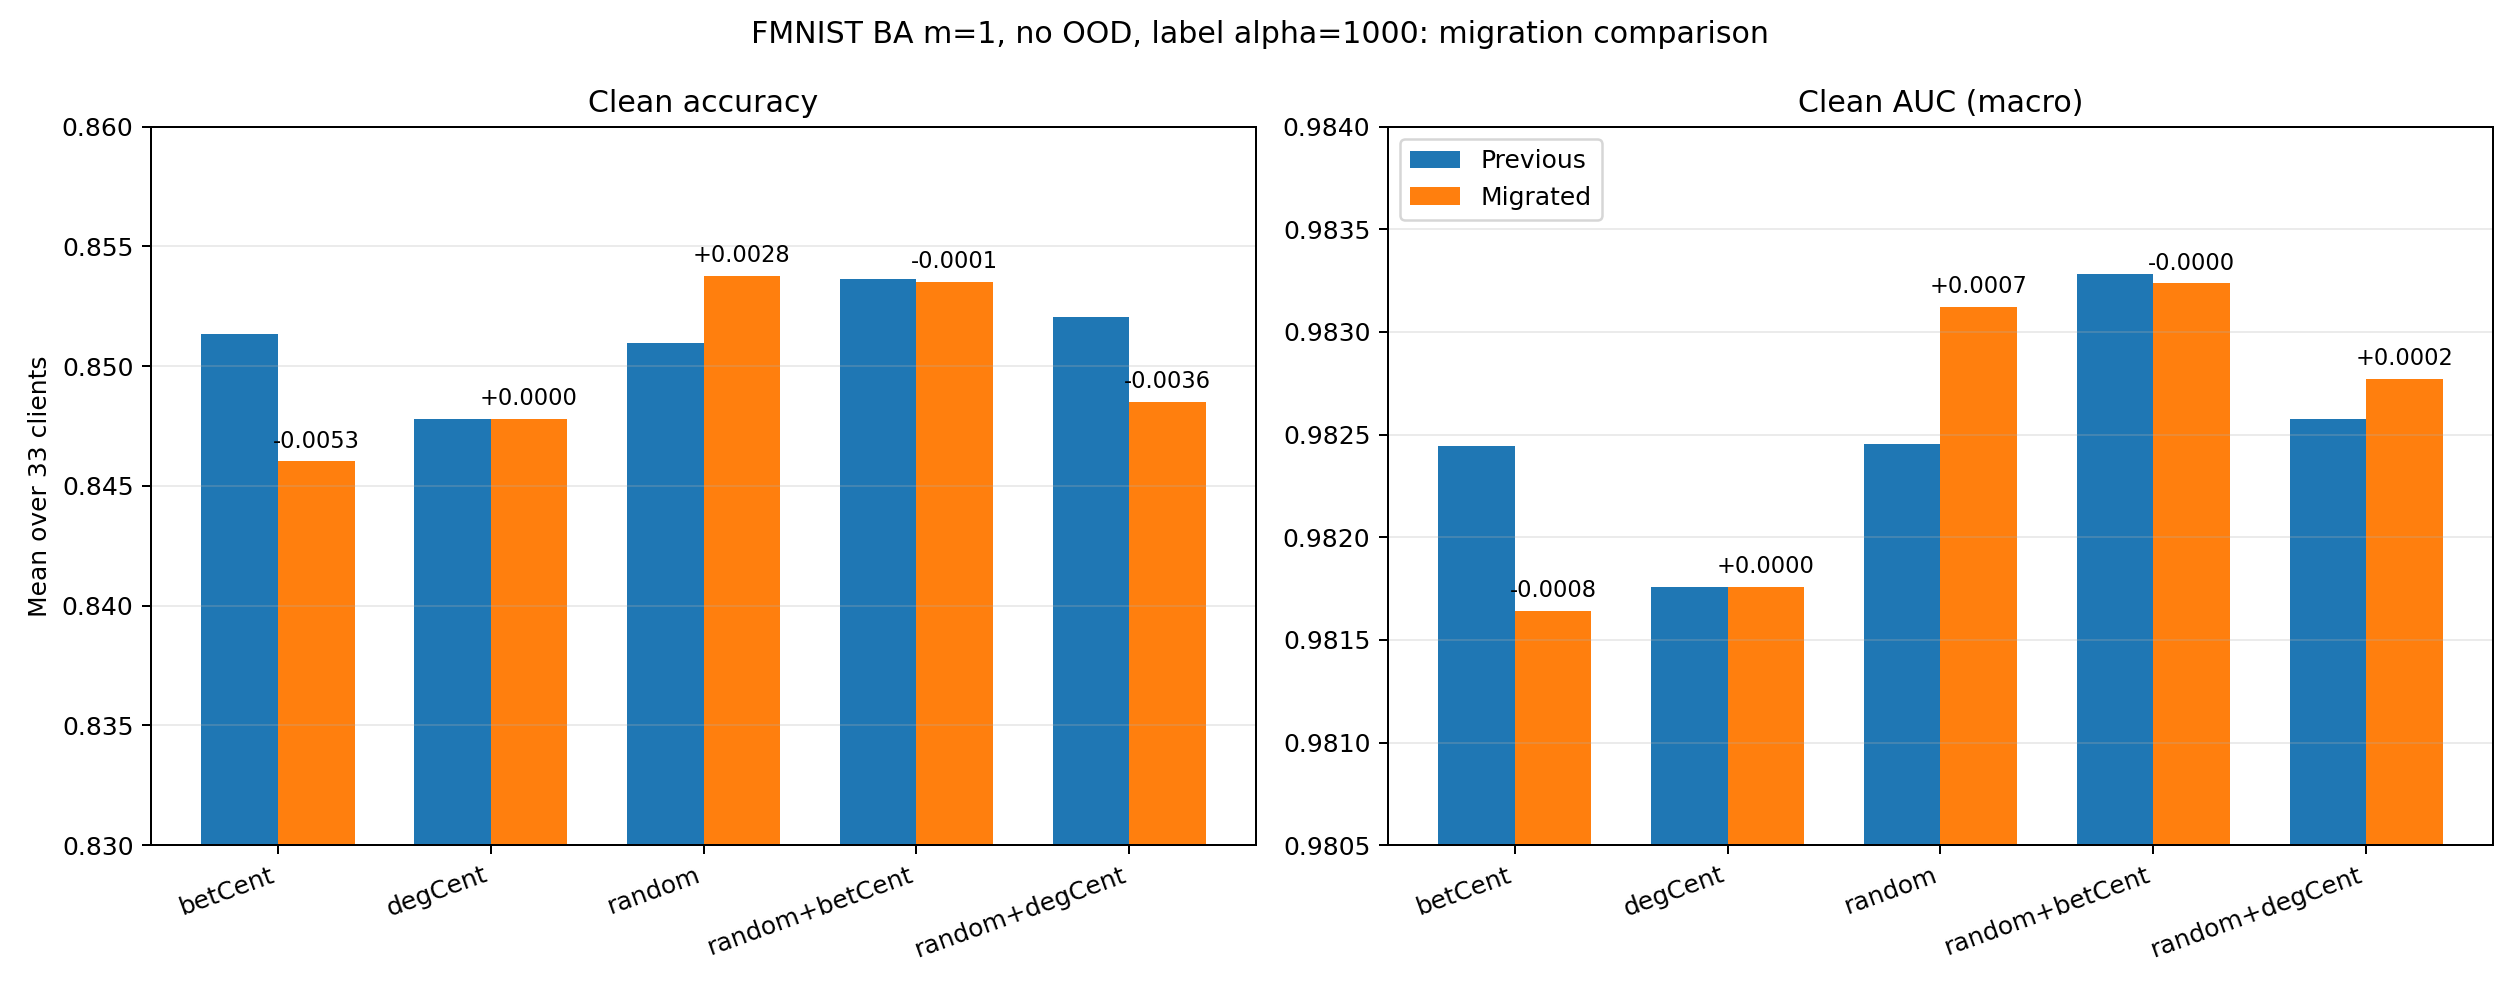 FMNIST BA m=1, no OOD, label alpha=1000: migration comparison
Clean accuracy
Mean over 33 clients
0.860
0.855
0.850
0.845
0.840
0.835
0.830
-0.0053
+0.0000
+0.0028
-0.0001
-0.0036
betCent
degCent
random
random+betCent
random+degCent
Clean AUC (macro)
Previous
Migrated
0.9840
0.9835
0.9830
0.9825
0.9820
0.9815
0.9810
0.9805
-0.0008
+0.0000
+0.0007
-0.0000
+0.0002
betCent
degCent
random
random+betCent
random+degCent